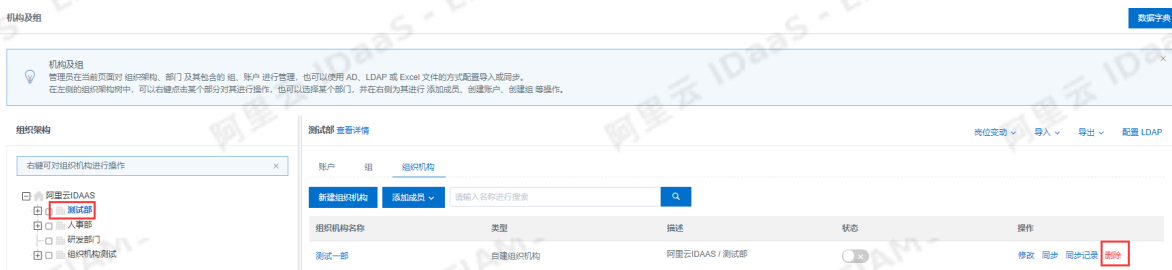 机构及组
数据字典
机构及组
管理员在当前页面对 组织架构、部门 及其包含的 组、账户 进行管理，也可以使用 AD、LDAP 或 Excel 文件的方式配置导入或同步。
在左侧的组织架构树中，可以右键点击某个部分对其进行操作，也可以选择某个部门，并在右侧为其进行 添加成员、创建账户、创建组 等操作。
组织架构
测试部 查看详情
岗位变动 导入 导出 配置 LDAP
右键可对组织机构进行操作
账户 组 组织机构
阿里云IDAAS
测试部
人事部
研发部门
组织机构测试
新建组织机构 添加成员 请输入名称进行搜索
组织机构名称 类型 描述 状态 操作
测试一部 自建组织机构 阿里云IDAAS / 测试部 修改 同步 同步记录 删除
阿里云 IDaaS
阿里云 IDaaS